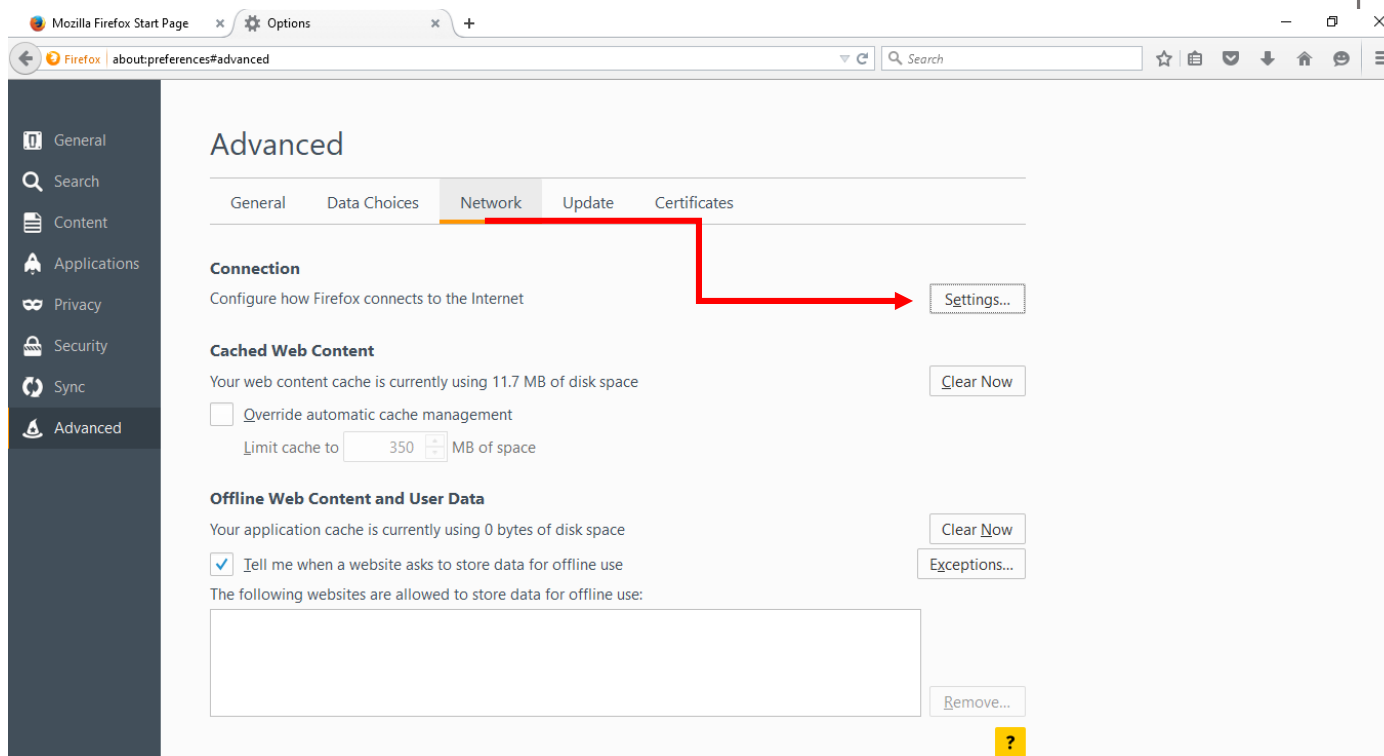 Mozilla Firefox Start Page
Options
Firefox about:preferences#advanced
Search
General
Search
Content
Applications
Privacy
Security
Sync
Advanced
Advanced
General Data Choices Network Update Certificates
Connection
Configure how Firefox connects to the Internet
Settings...
Cached Web Content
Your web content cache is currently using 11.7 MB of disk space
Clear Now
Override automatic cache management
Limit cache to 350 MB of space
Offline Web Content and User Data
Your application cache is currently using 0 bytes of disk space
Clear Now
Tell me when a website asks to store data for offline use
Exceptions...
The following websites are allowed to store data for offline use:
Remove...
?